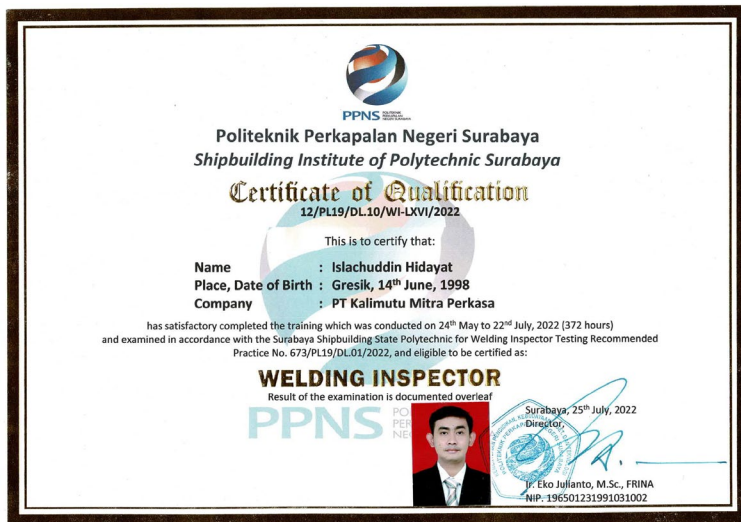 PPNS POLITEKNIK PERKAPALAN NEGERI SURABAYA
Politeknik Perkapalan Negeri Surabaya
Shipbuilding Institute of Polytechnic Surabaya
Certificate of Qualification
12/PL19/DL.10/WI-LXVI/2022
This is to certify that:
Name : Islachuddin Hidayat
Place, Date of Birth : Gresik, 14th June, 1998
Company : PT Kalimutu Mitra Perkasa
has satisfactory completed the training which was conducted on 24th May to 22nd July, 2022 (372 hours)
and examined in accordance with the Surabaya Shipbuilding State Polytechnic for Welding Inspector Testing Recommended
Practice No. 673/PL19/DL.01/2022, and eligible to be certified as:
WELDING INSPECTOR
Result of the examination is documented overleaf
PPNS
Surabaya, 25th July, 2022
Director,
Ir. Eko Julianto, M.Sc., FRINA
NIP. 196501231991031002